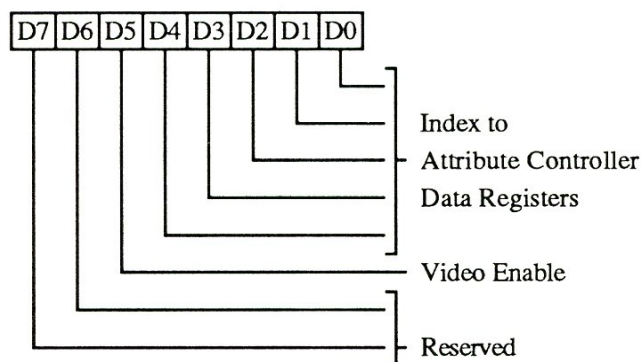 D7 D6 D5 D4 D3 D2 D1 D0
Index to
Attribute Controller
Data Registers
Video Enable
Reserved